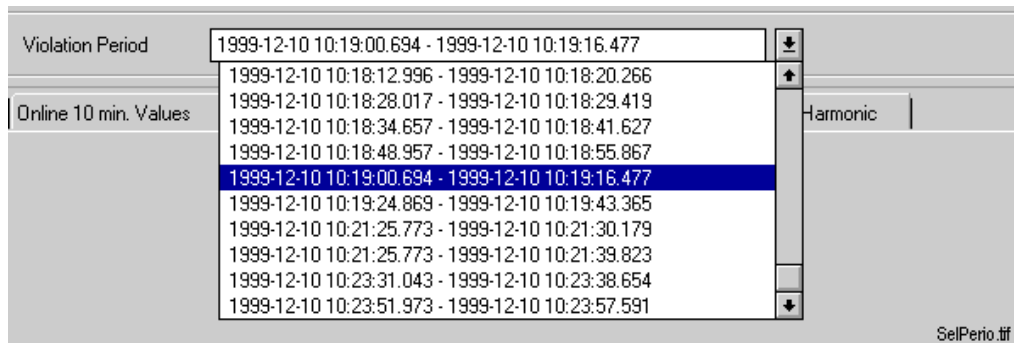 Violation Period
1999-12-10 10:19:00.694 - 1999-12-10 10:19:16.477
1999-12-10 10:18:12.996 - 1999-12-10 10:18:20.266
1999-12-10 10:18:28.017 - 1999-12-10 10:18:29.419
1999-12-10 10:18:34.657 - 1999-12-10 10:18:41.627
1999-12-10 10:18:48.957 - 1999-12-10 10:18:55.867
1999-12-10 10:19:00.694 - 1999-12-10 10:19:16.477
1999-12-10 10:19:24.869 - 1999-12-10 10:19:43.365
1999-12-10 10:21:25.773 - 1999-12-10 10:21:30.179
1999-12-10 10:21:25.773 - 1999-12-10 10:21:39.823
1999-12-10 10:23:31.043 - 1999-12-10 10:23:38.654
1999-12-10 10:23:51.973 - 1999-12-10 10:23:57.591
Online 10 min. Values
Harmonic
SelPerio.tif